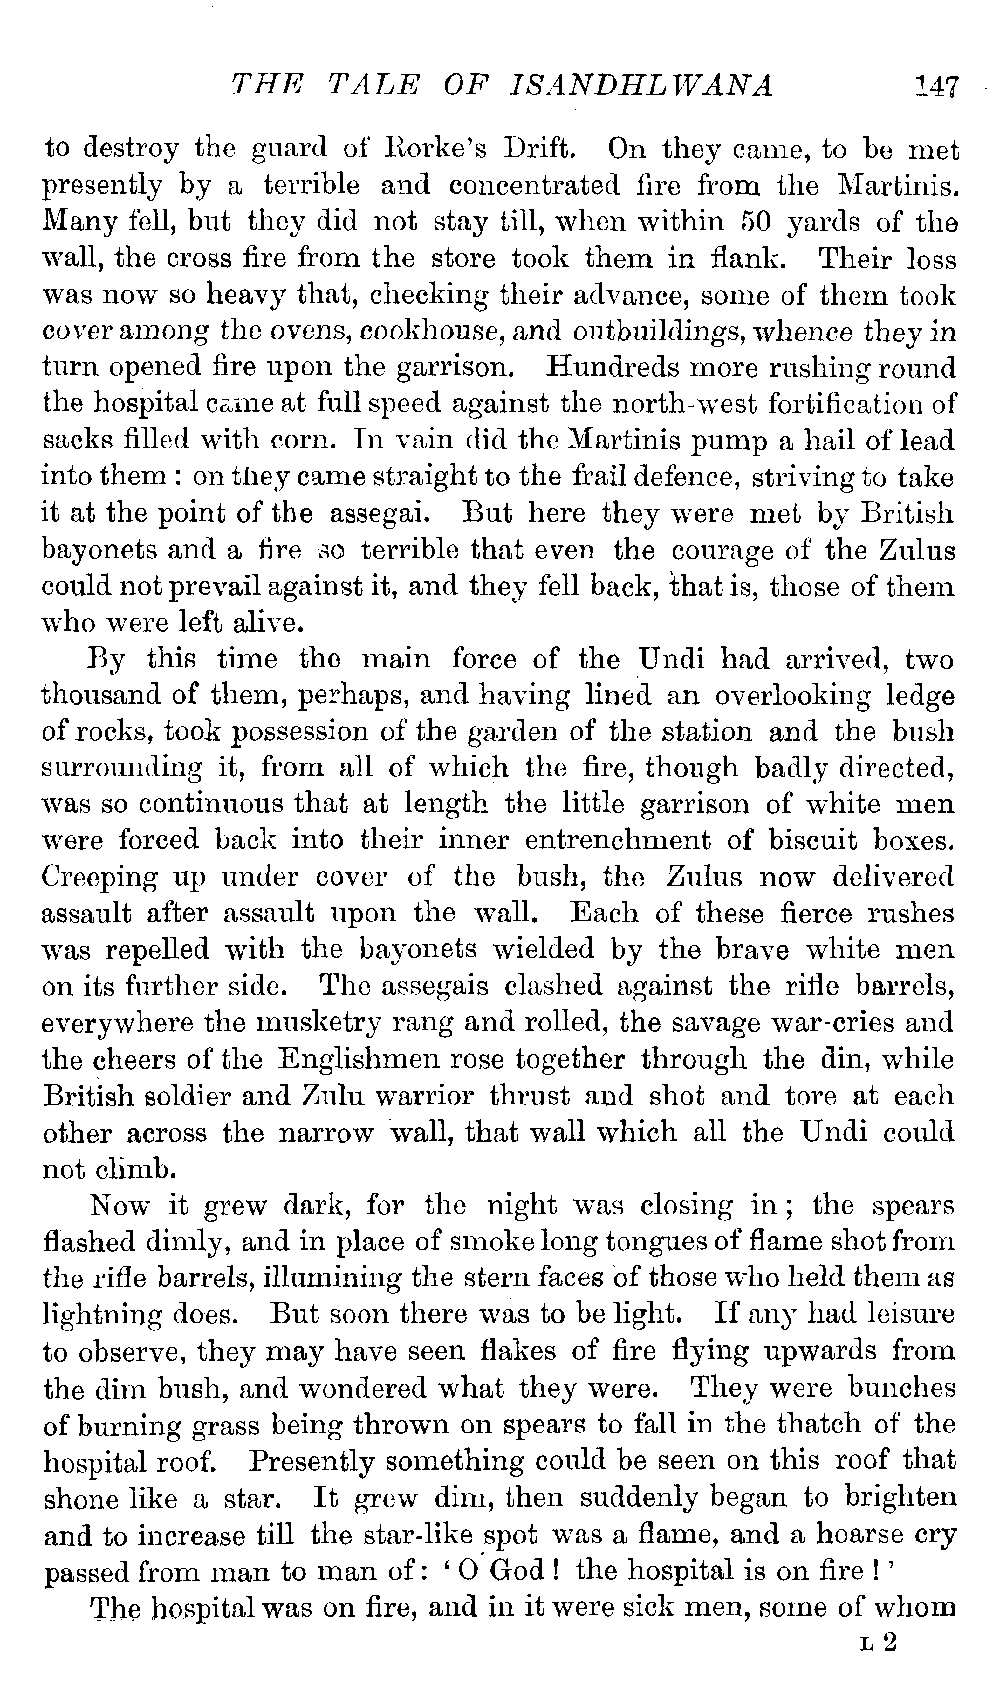 THE TALE OF ISANDHLWANA 147
to destroy the guard of Rorke's Drift. On they came, to be met
presently by a terrible and concentrated fire from the Martinis.
Many fell, but they did not stay till, when within 50 yards of the
wall, the cross fire from the store took them in flank. Their loss
was now so heavy that, checking their advance, some of them took
cover among the ovens, cookhouse, and outbuildings, whence they in
turn opened fire upon the garrison. Hundreds more rushing round
the hospital came at full speed against the north-west fortification of
sacks filled with corn. In vain did the Martinis pump a hail of lead
into them : on they came straight to the frail defence, striving to take
it at the point of the assegai. But here they were met by British
bayonets and a fire so terrible that even the courage of the Zulus
could not prevail against it, and they fell back, that is, those of them
who were left alive.
By this time the main force of the Undi had arrived, two
thousand of them, perhaps, and having lined an overlooking ledge
of rocks, took possession of the garden of the station and the bush
surrounding it, from all of which the fire, though badly directed,
was so continuous that at length the little garrison of white men
were forced back into their inner entrenchment of biscuit boxes.
Creeping up under cover of the bush, the Zulus now delivered
assault after assault upon the wall. Each of these fierce rushes
was repelled with the bayonets wielded by the brave white men
on its further side. The assegais clashed against the rifle barrels,
everywhere the musketry rang and rolled, the savage war-cries and
the cheers of the Englishmen rose together through the din, while
British soldier and Zulu warrior thrust and shot and tore at each
other across the narrow wall, that wall which all the Undi could
not climb.
Now it grew dark, for the night was closing in ; the spears
flashed dimly, and in place of smoke long tongues of flame shot from
the rifle barrels, illumining the stern faces of those who held them as
lightning does. But soon there was to be light. If any had leisure
to observe, they may have seen flakes of fire flying upwards from
the dim bush, and wondered what they were. They were bunches
of burning grass being thrown on spears to fall in the thatch of the
hospital roof. Presently something could be seen on this roof that
shone like a star. It grew dim, then suddenly began to brighten
and to increase till the star-like spot was a flame, and a hoarse cry
passed from man to man of : ' O God ! the hospital is on fire ! '
The hospital was on fire, and in it were sick men, some of whom
L 2